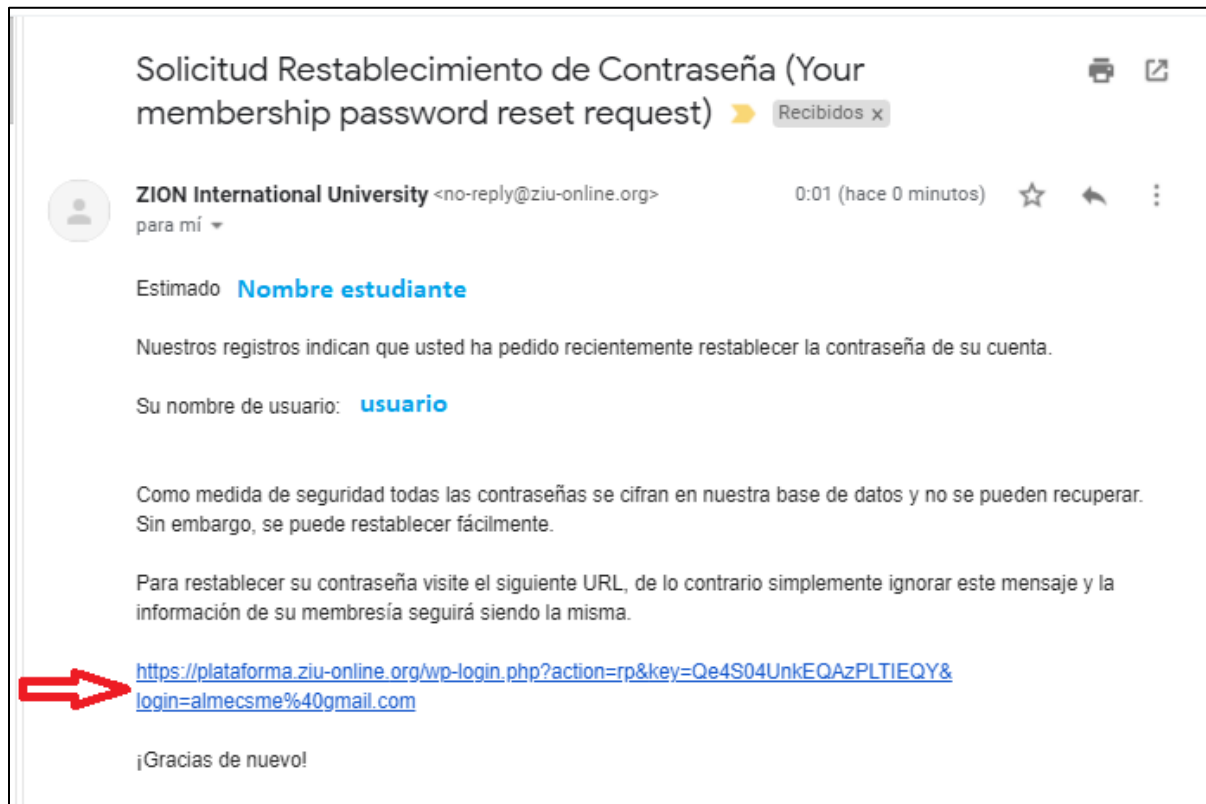 Solicitud Restablecimiento de Contraseña (Your
membership password reset request) Recibidos x
ZION International University <no-reply@ziu-online.org> 0:01 (hace 0 minutos)
para mí
Estimado Nombre estudiante
Nuestros registros indican que usted ha pedido recientemente restablecer la contraseña de su cuenta.
Su nombre de usuario: usuario
Como medida de seguridad todas las contraseñas se cifran en nuestra base de datos y no se pueden recuperar.
Sin embargo, se puede restablecer fácilmente.
Para restablecer su contraseña visite el siguiente URL, de lo contrario simplemente ignorar este mensaje y la
información de su membresía seguirá siendo la misma.
https://plataforma.ziu-online.org/wp-login.php?action=rp&key=Qe4S04UnkEQAzPLTIEQY&
login=almecsme%40gmail.com
¡Gracias de nuevo!